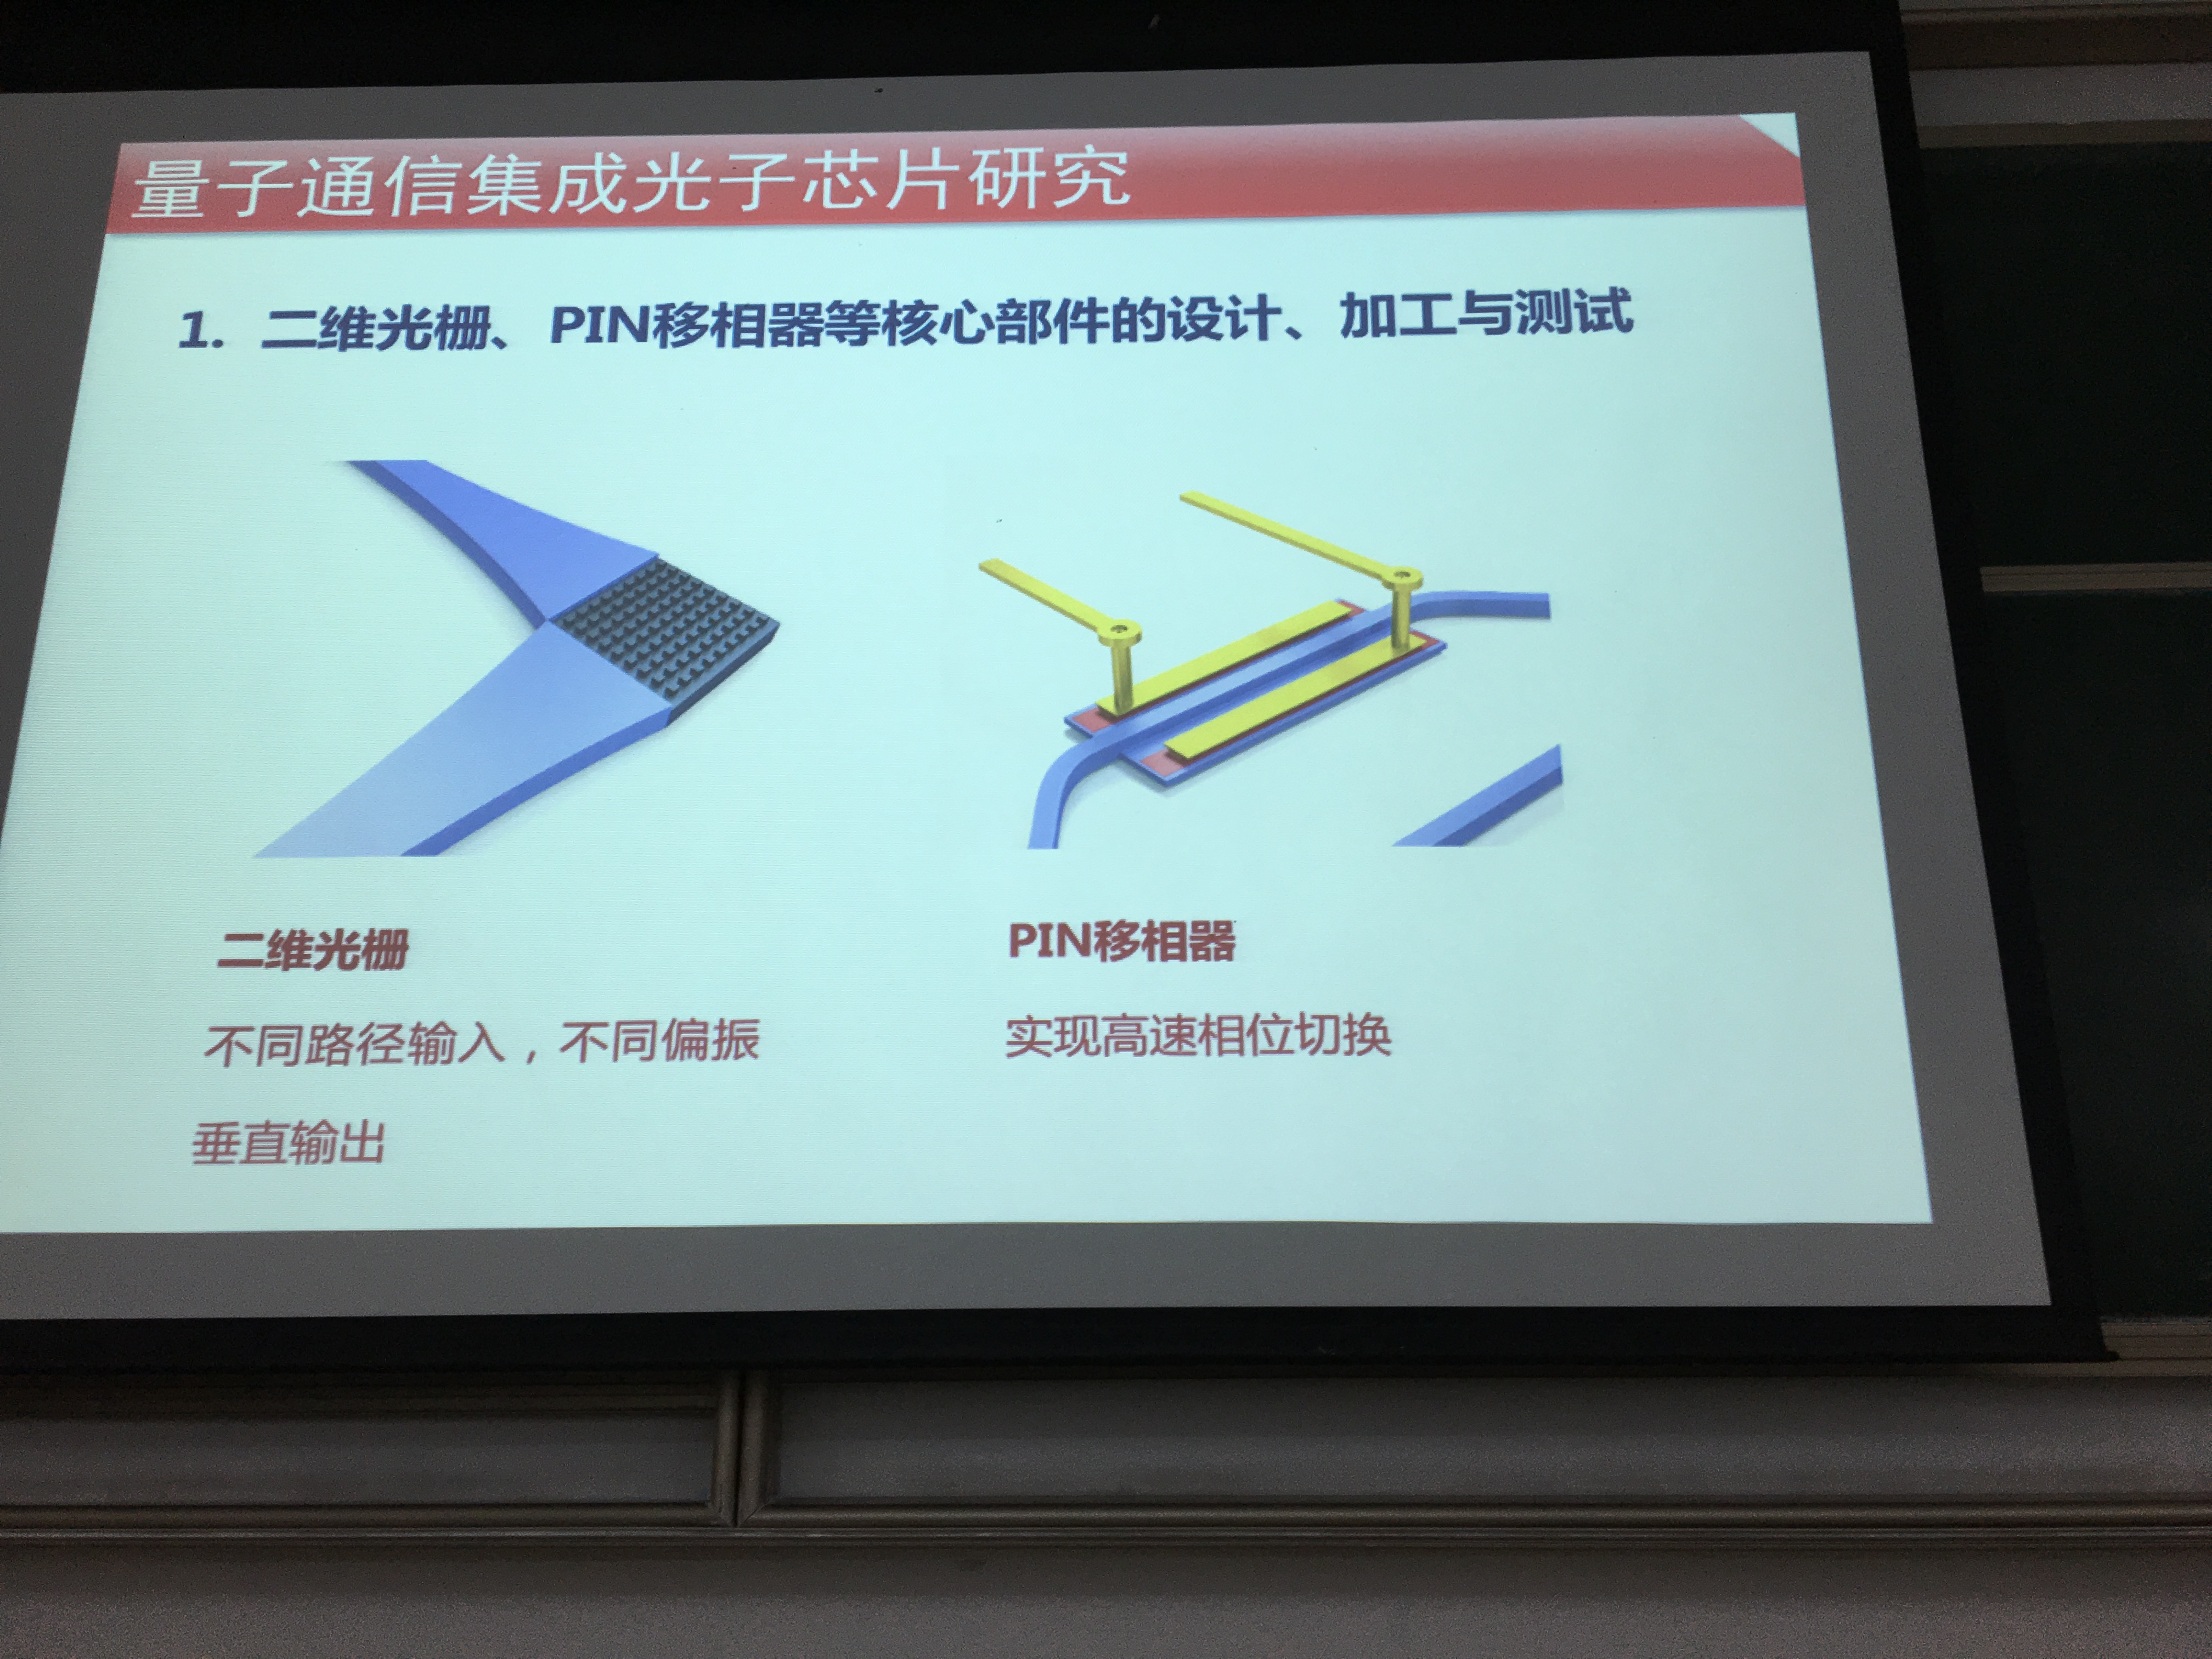 量子通信集成光子芯片研究
1. 二维光栅、PIN移相器等核心部件的设计、加工与测试
二维光栅
不同路径输入，不同偏振
垂直输出
PIN移相器
实现高速相位切换